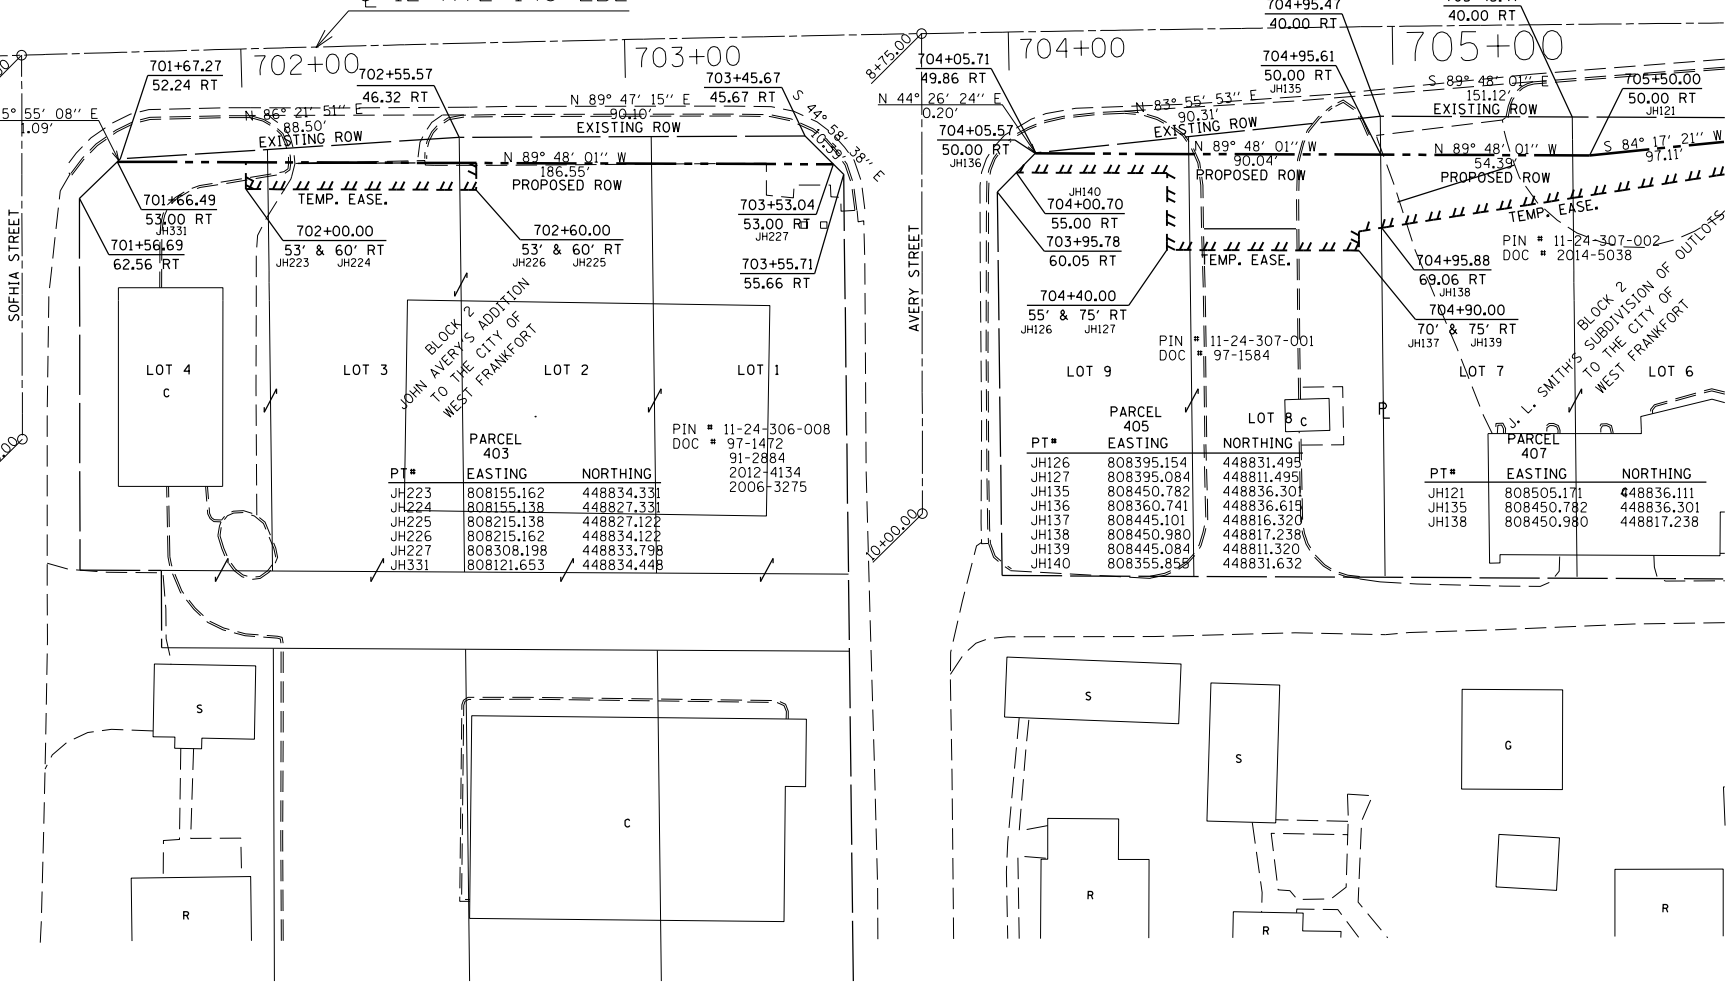 702+00
703+00
704+00
705+00
8+75.00
10+00.00
701+67.27
52.24 RT
702+55.57
46.32 RT
703+45.67
45.67 RT
704+05.71
49.86 RT
704+95.47
40.00 RT
40.00 RT
704+95.61
50.00 RT
JH135
705+50.00
50.00 RT
JH121
5° 55' 08'' E
1.09'
N 86° 21' 51'' E
88.50'
EXISTING ROW
N 89° 47' 15'' E
90.10'
EXISTING ROW
S 44° 58' 38'' E
10.39'
N 44° 26' 24'' E
0.20'
704+05.57
50.00 RT
JH136
N 83° 55' 53'' E
90.31'
EXISTING ROW
S 89° 48' 01'' E
151.12'
EXISTING ROW
N 89° 48' 01'' W
186.55'
PROPOSED ROW
N 89° 48' 01'' W
90.04'
PROPOSED ROW
N 89° 48' 01'' W
54.39'
PROPOSED ROW
S 84° 17' 21'' W
97.11'
TEMP. EASE.
TEMP. EASE.
TEMP. EASE.
701+66.49
53.00 RT
JH331
701+56.69
62.56 RT
702+00.00
53' & 60' RT
JH223 JH224
702+60.00
53' & 60' RT
JH226 JH225
703+53.04
53.00 RT
JH227
703+55.71
55.66 RT
JH140
704+00.70
55.00 RT
703+95.78
60.05 RT
704+40.00
55' & 75' RT
JH126 JH127
704+95.88
69.06 RT
JH138
704+90.00
70' & 75' RT
JH137 JH139
SOFHIA STREET
AVERY STREET
PIN # 11-24-307-002
DOC # 2014-5038
PIN # 11-24-307-001
DOC # 97-1584
BLOCK 2
JOHN AVERY'S ADDITION
TO THE CITY OF
WEST FRANKFORT
BLOCK 2
J. L. SMITH'S SUBDIVISION OF OUTLOTS
TO THE CITY OF
WEST FRANKFORT
LOT 4
C
LOT 3
LOT 2
LOT 1
LOT 9
LOT 8
C
PL
LOT 7
LOT 6
PIN # 11-24-306-008
DOC # 97-1472
91-2884
2012-4134
2006-3275
PARCEL
403
PT# EASTING NORTHING
JH223 808155.162 448834.331
JH224 808155.138 448827.331
JH225 808215.138 448827.122
JH226 808215.162 448834.122
JH227 808308.198 448833.798
JH331 808121.653 448834.448
PARCEL
405
PT# EASTING NORTHING
JH126 808395.154 448831.495
JH127 808395.084 448811.495
JH135 808450.782 448836.301
JH136 808360.741 448836.615
JH137 808445.101 448816.320
JH138 808450.980 448817.238
JH139 808445.084 448811.320
JH140 808355.855 448831.632
PARCEL
407
PT# EASTING NORTHING
JH121 808505.171 448836.111
JH135 808450.782 448836.301
JH138 808450.980 448817.238
S
C
R
S
S
G
R
R
R